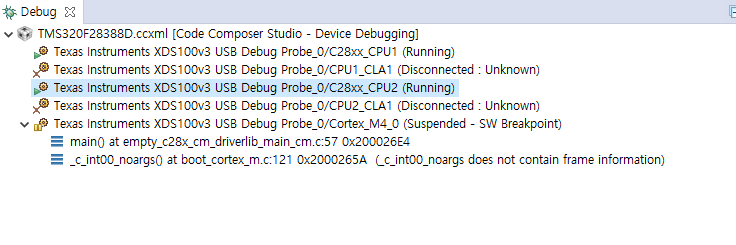 Debug
TMS320F28388D.ccxml [Code Composer Studio - Device Debugging]
Texas Instruments XDS100v3 USB Debug Probe_0/C28xx_CPU1 (Running)
Texas Instruments XDS100v3 USB Debug Probe_0/CPU1_CLA1 (Disconnected : Unknown)
Texas Instruments XDS100v3 USB Debug Probe_0/C28xx_CPU2 (Running)
Texas Instruments XDS100v3 USB Debug Probe_0/CPU2_CLA1 (Disconnected : Unknown)
Texas Instruments XDS100v3 USB Debug Probe_0/Cortex_M4_0 (Suspended - SW Breakpoint)
main() at empty_c28x_cm_driverlib_main_cm.c:57 0x200026E4
_c_int00_noargs() at boot_cortex_m.c:121 0x2000265A (_c_int00_noargs does not contain frame information)